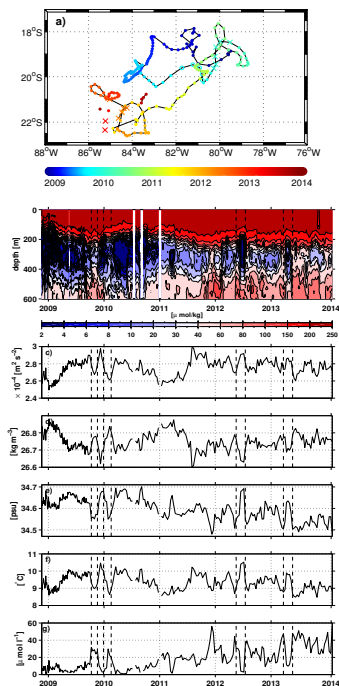 a)
18°S
20°S
22°S
88°W 86°W 84°W 82°W 80°W 78°W 76°W
2009 2010 2011 2012 2013 2014
0
200
400
600
depth [m]
2009 2010 2011 2012 2013 2014
[μ mol/kg]
2 4 6 8 10 20 30 40 60 100 150 200 250
c)
3
2.8
2.6
2.4
× 10⁻⁴ [m² s⁻²]
26.8
26.7
26.6
[kg m⁻³]
e)
34.7
34.6
34.5
[psu]
f)
11
10
9
8
[°C]
g)
60
40
20
0
[μ mol l⁻¹]
2009 2010 2011 2012 2013 2014